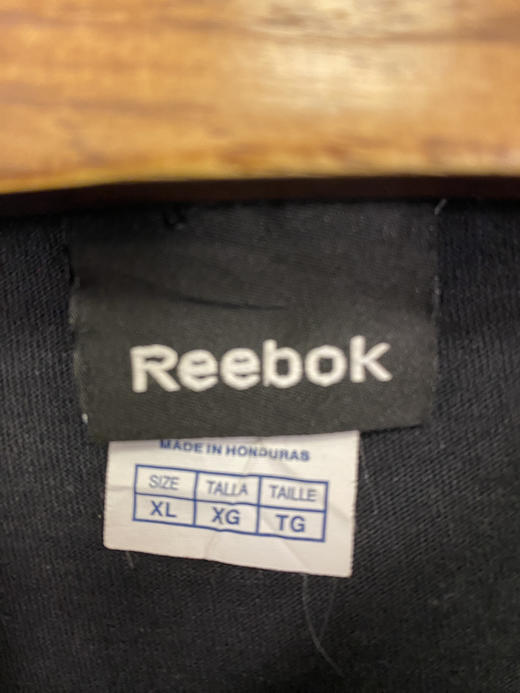 Reebok
MADE IN HONDURAS
SIZE TALLA TAILLE
XL XG TG